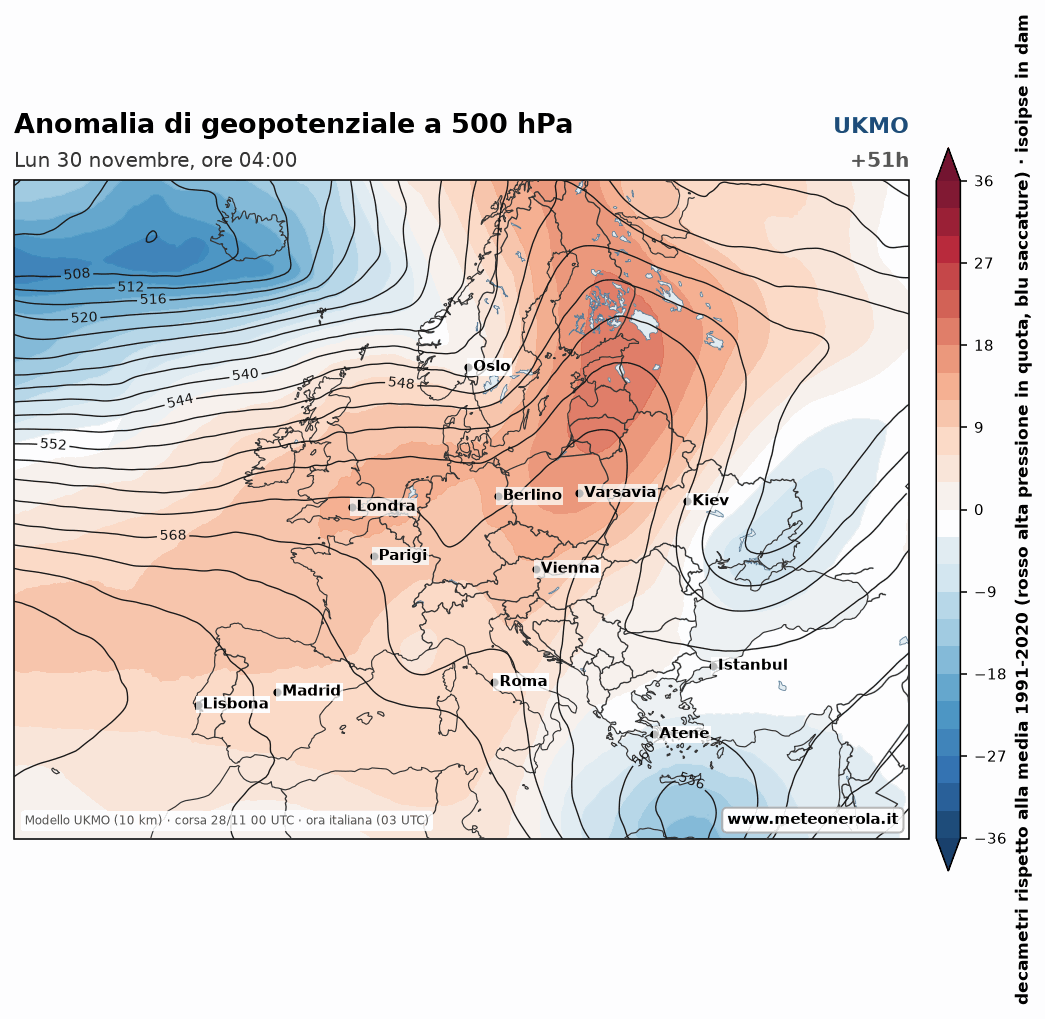 Anomalia di geopotenziale a 500 hPa
UKMO
Lun 30 novembre, ore 04:00
+51h
508
512
516
520
540
544
548
552
568
560
536
Oslo
Berlino
Varsavia
Kiev
Londra
Parigi
Vienna
Istanbul
Roma
Madrid
Lisbona
Atene
Modello UKMO (10 km) · corsa 28/11 00 UTC · ora italiana (03 UTC)
www.meteonerola.it
36
27
18
9
0
−9
−18
−27
−36
decametri rispetto alla media 1991-2020 (rosso alta pressione in quota, blu saccature) · isoipse in dam